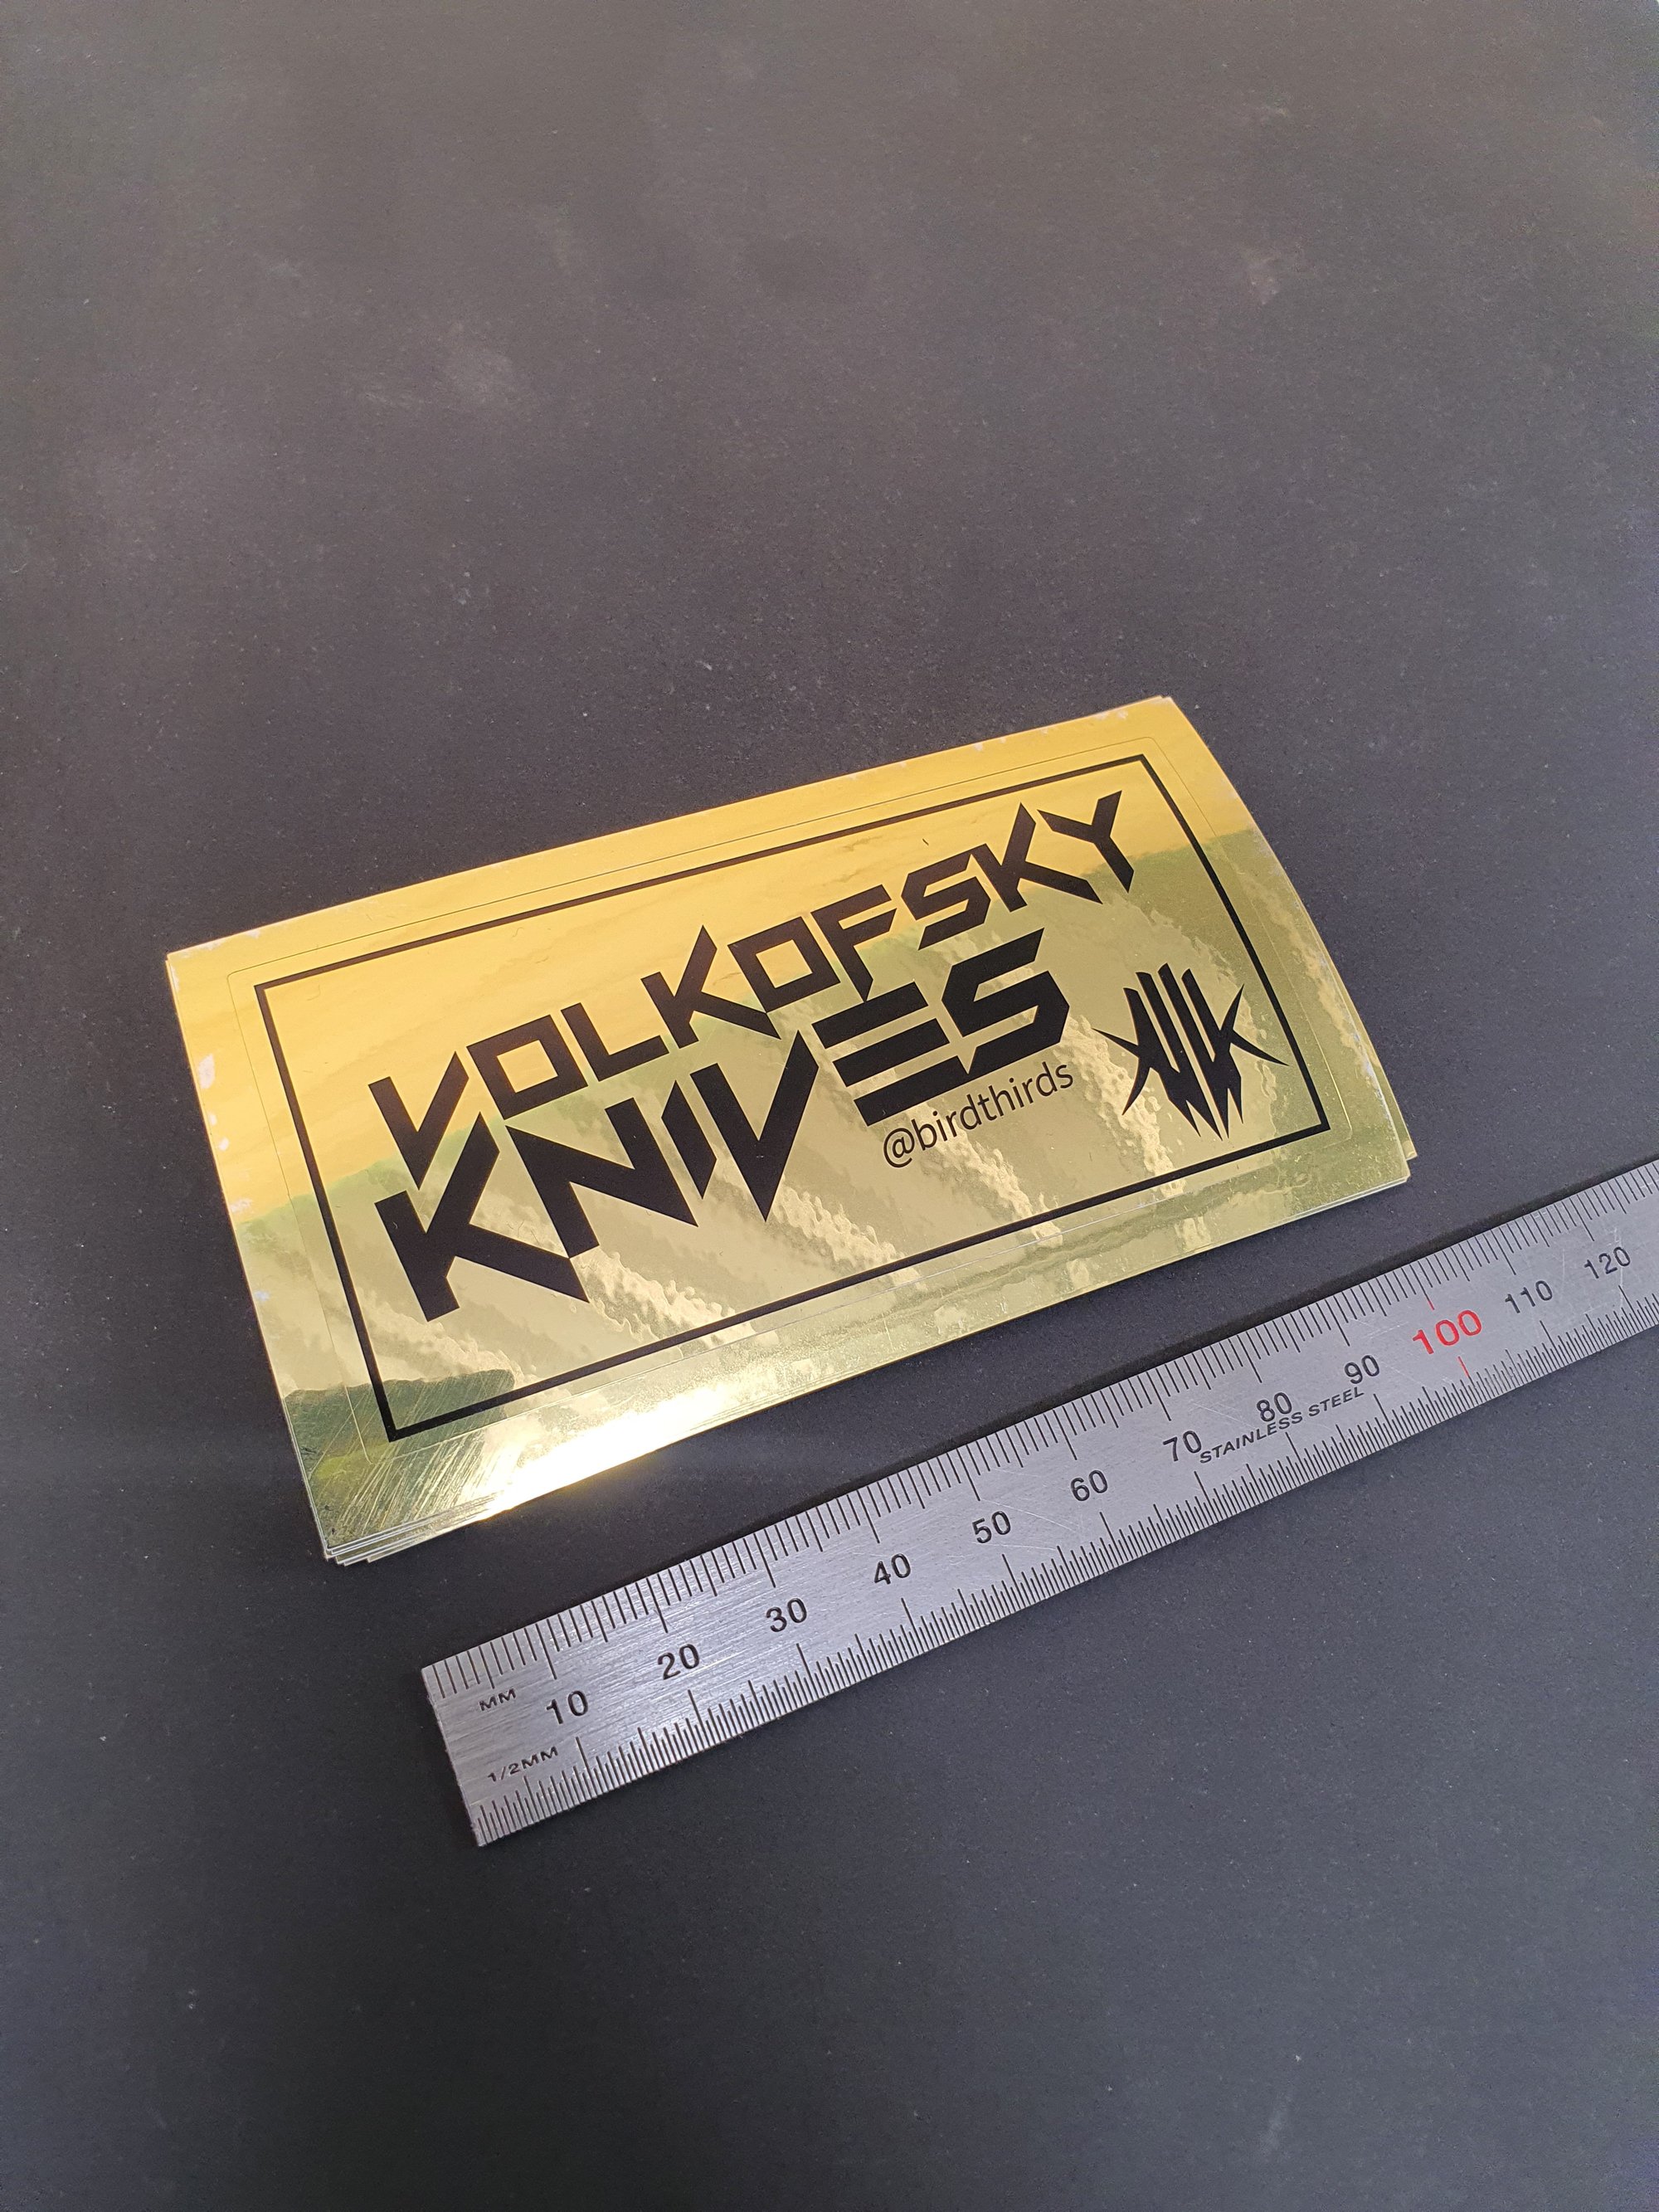 VOLKOFSKY
KNIVES
@birdthirds
MM 10 20 30 40 50 60 70 80 90 100 110 120
STAINLESS STEEL
1/2MM